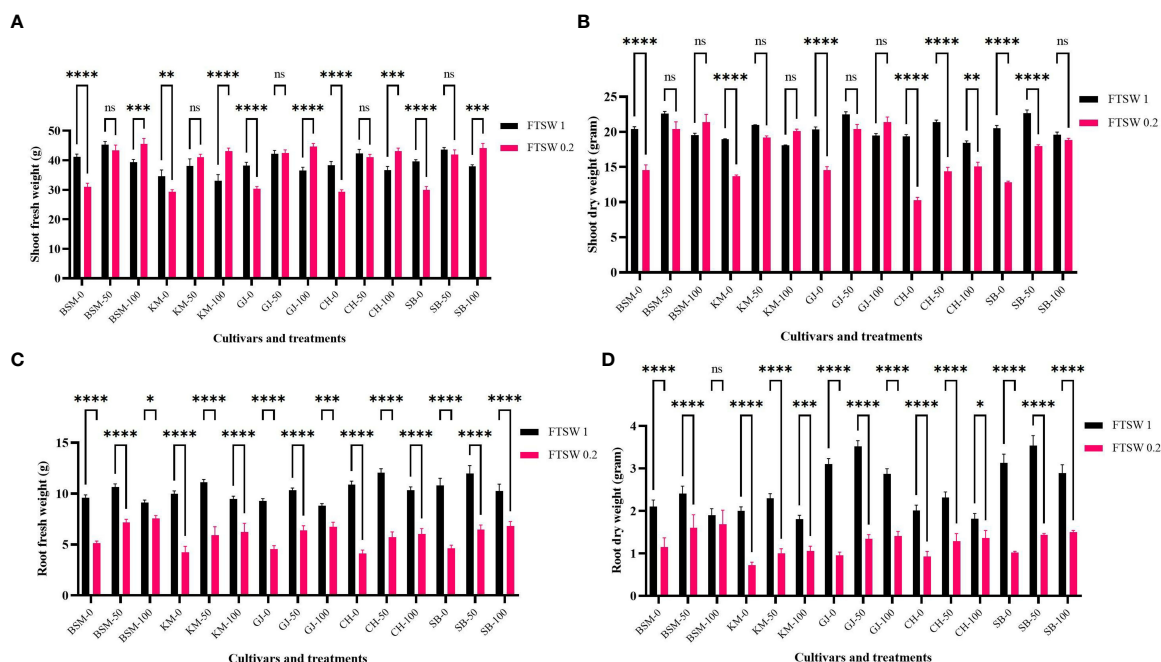 A
**** ** **** ns **** *** ns
ns *** ns **** **** ns **** ***
FTSW 1
FTSW 0.2
Shoot fresh weight (g)
50
40
30
20
10
0
BSM-0 BSM-50 BSM-100 KM-0 KM-50 KM-100 GJ-0 GJ-50 GJ-100 CH-0 CH-50 CH-100 SB-0 SB-50 SB-100
Cultivars and treatments
B
**** ns ns **** ns **** **** ns
ns **** ns ns **** ** ****
FTSW 1
FTSW 0.2
Shoot dry weight (gram)
25
20
15
10
5
0
BSM-0 BSM-50 BSM-100 KM-0 KM-50 KM-100 GJ-0 GJ-50 GJ-100 CH-0 CH-50 CH-100 SB-0 SB-50 SB-100
Cultivars and treatments
C
**** * **** **** *** **** **** ****
**** **** **** **** **** **** ****
FTSW 1
FTSW 0.2
Root fresh weight (g)
15
10
5
0
BSM-0 BSM-50 BSM-100 KM-0 KM-50 KM-100 GJ-0 GJ-50 GJ-100 CH-0 CH-50 CH-100 SB-0 SB-50 SB-100
Cultivars and treatments
D
**** ns **** **** **** **** **** ****
**** **** *** **** **** * ****
FTSW 1
FTSW 0.2
Root dry weight (gram)
4
3
2
1
0
BSM-0 BSM-50 BSM-100 KM-0 KM-50 KM-100 GJ-0 GJ-50 GJ-100 CH-0 CH-50 CH-100 SB-0 SB-50 SB-100
Cultivars and treatments